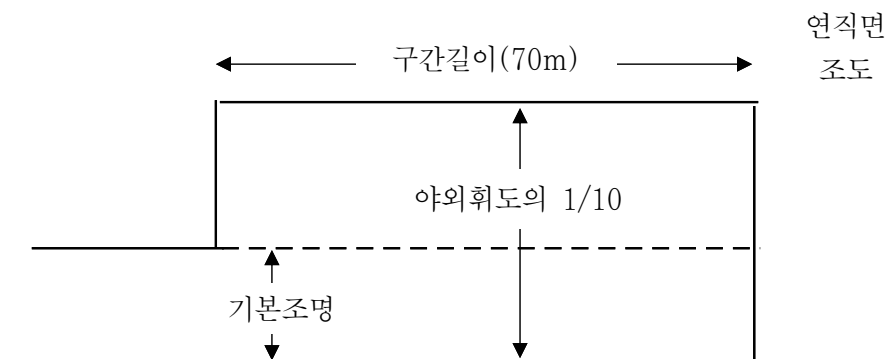 연직면
조도
구간길이(70m)
야외휘도의 1/10
기본조명